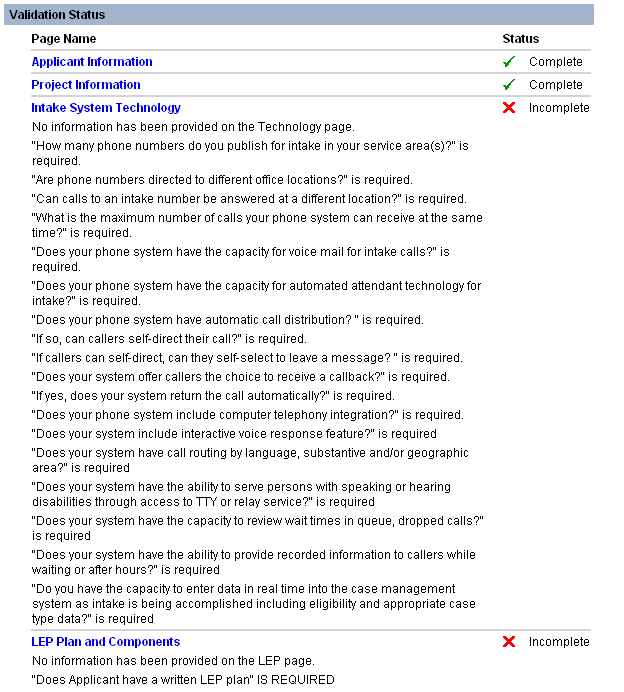 Validation Status
Page Name Status
Applicant Information Complete
Project Information Complete
Intake System Technology Incomplete
No information has been provided on the Technology page.
"How many phone numbers do you publish for intake in your service area(s)?" is
required.
"Are phone numbers directed to different office locations?" is required.
"Can calls to an intake number be answered at a different location?" is required.
"What is the maximum number of calls your phone system can receive at the same
time?" is required.
"Does your phone system have the capacity for voice mail for intake calls?" is
required.
"Does your phone system have the capacity for automated attendant technology for
intake?" is required.
"Does your phone system have automatic call distribution? " is required.
"If so, can callers self-direct their call?" is required.
"If callers can self-direct, can they self-select to leave a message? " is required.
"Does your system offer callers the choice to receive a callback?" is required.
"If yes, does your system return the call automatically?" is required.
"Does your phone system include computer telephony integration?" is required.
"Does your system include interactive voice response feature?" is required
"Does your system have call routing by language, substantive and/or geographic
area?" is required
"Does your system have the ability to serve persons with speaking or hearing
disabilities through access to TTY or relay service?" is required
"Does your system have the capacity to review wait times in queue, dropped calls?"
is required
"Does your system have the ability to provide recorded information to callers while
waiting or after hours?" is required
"Do you have the capacity to enter data in real time into the case management
system as intake is being accomplished including eligibility and appropriate case
type data?" is required
LEP Plan and Components Incomplete
No information has been provided on the LEP page.
"Does Applicant have a written LEP plan" IS REQUIRED